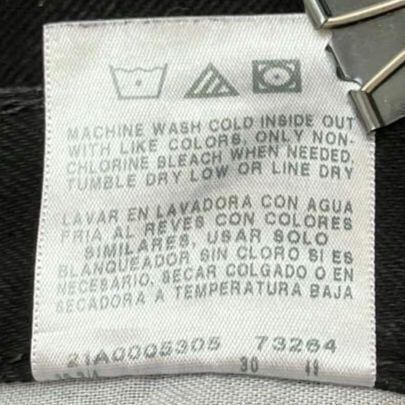 MACHINE WASH COLD INSIDE OUT
WITH LIKE COLORS, ONLY NON-
CHLORINE BLEACH WHEN NEEDED,
TUMBLE DRY LOW OR LINE DRY
LAVAR EN LAVADORA CON AGUA
FRIA AL REVES CON COLORES
SIMILARES, USAR SOLO
BLANQUEADOR SIN CLORO SI ES
NECESARIO, SECAR COLGADO O EN
SECADORA A TEMPERATURA BAJA
21A0005305 73264
30